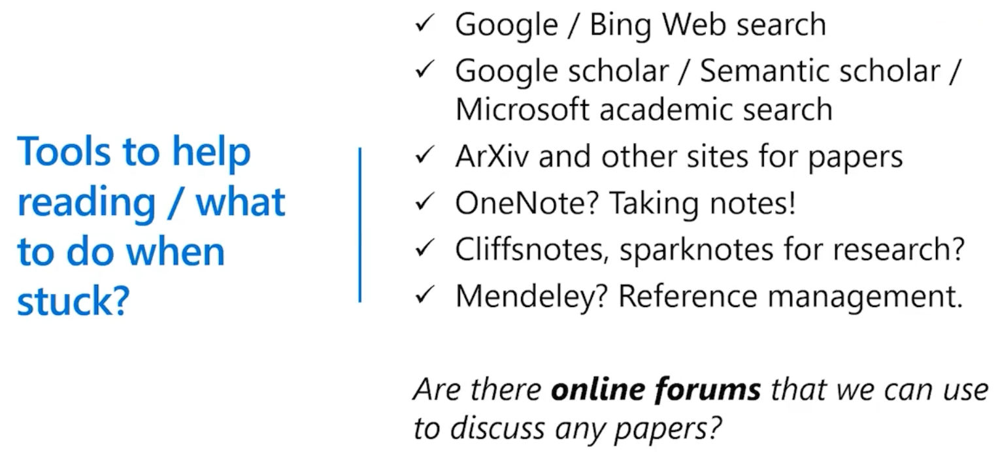 Tools to help
reading / what
to do when
stuck?
✓ Google / Bing Web search
✓ Google scholar / Semantic scholar /
Microsoft academic search
✓ ArXiv and other sites for papers
✓ OneNote? Taking notes!
✓ Cliffsnotes, sparknotes for research?
✓ Mendeley? Reference management.
Are there online forums that we can use
to discuss any papers?